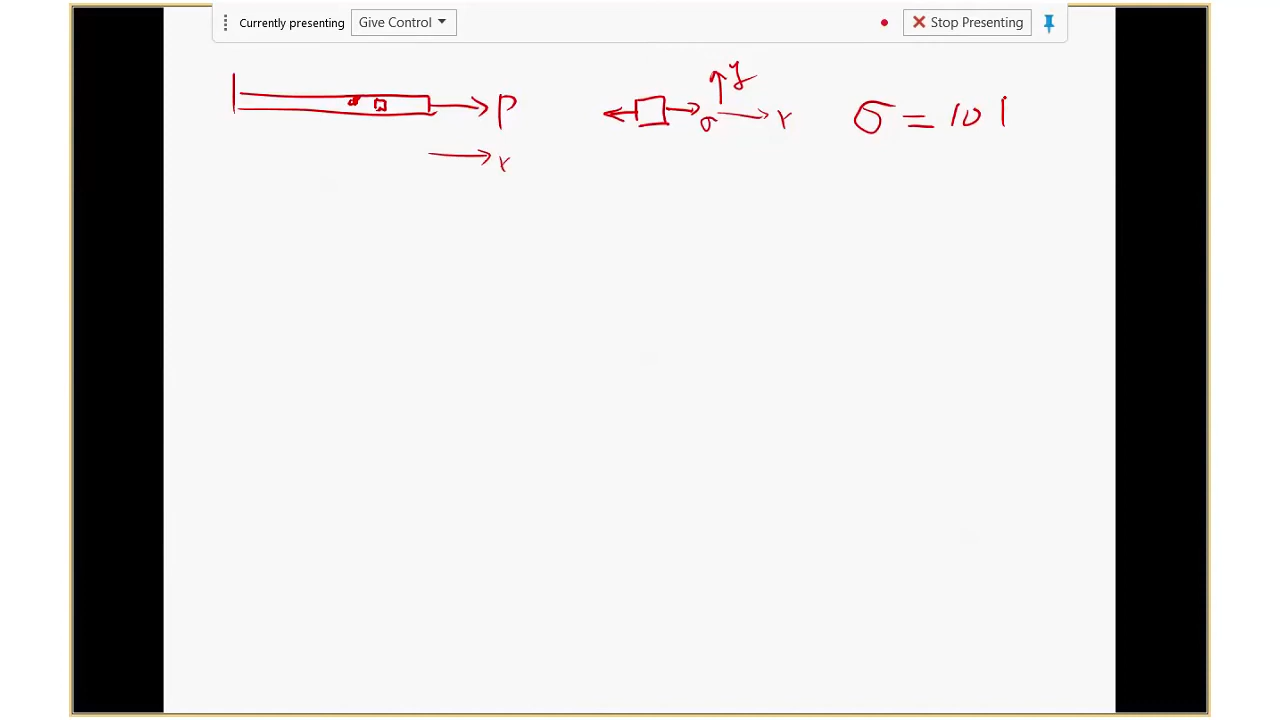 Currently presenting Give Control Stop Presenting
P
x
y
σ x
σ = 10